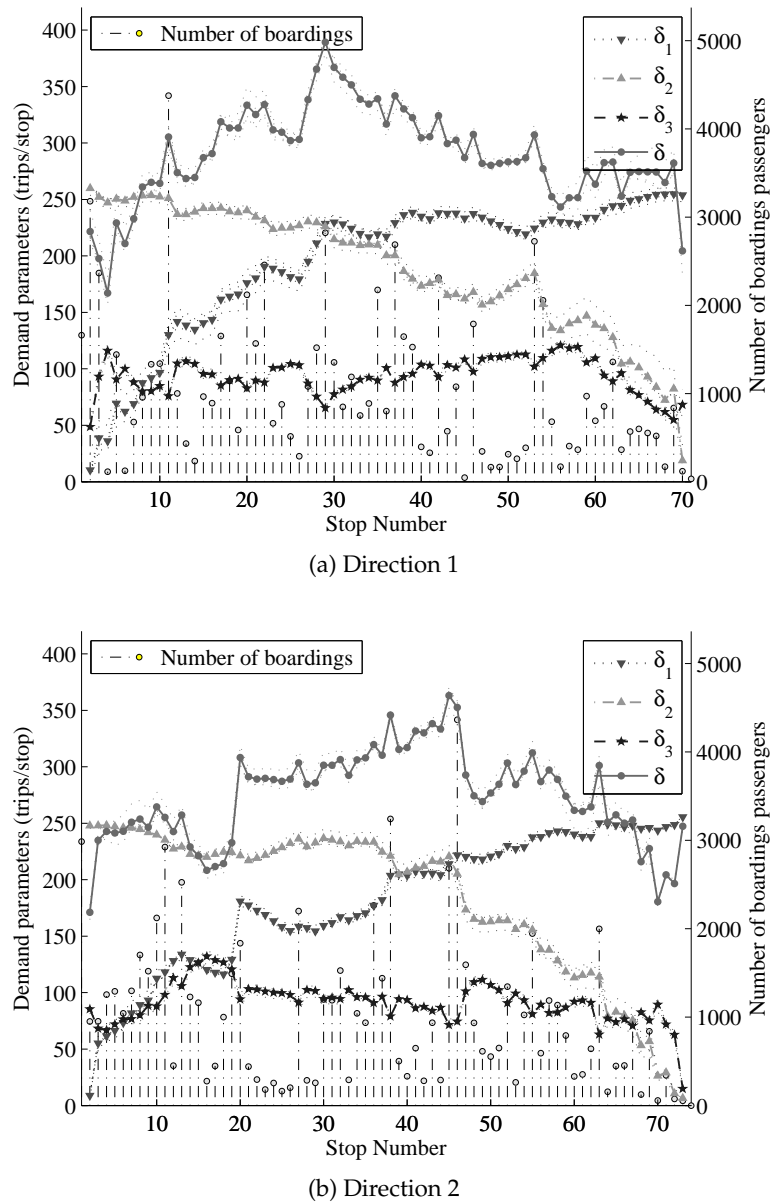 400
350
300
250
200
150
100
50
0
Demand parameters (trips/stop)
Number of boardings
δ1
δ2
δ3
δ
5000
4000
3000
2000
1000
0
Number of boardings passengers
10 20 30 40 50 60 70
Stop Number
(a) Direction 1
400
350
300
250
200
150
100
50
0
Demand parameters (trips/stop)
Number of boardings
δ1
δ2
δ3
δ
5000
4000
3000
2000
1000
0
Number of boardings passengers
10 20 30 40 50 60 70
Stop Number
(b) Direction 2